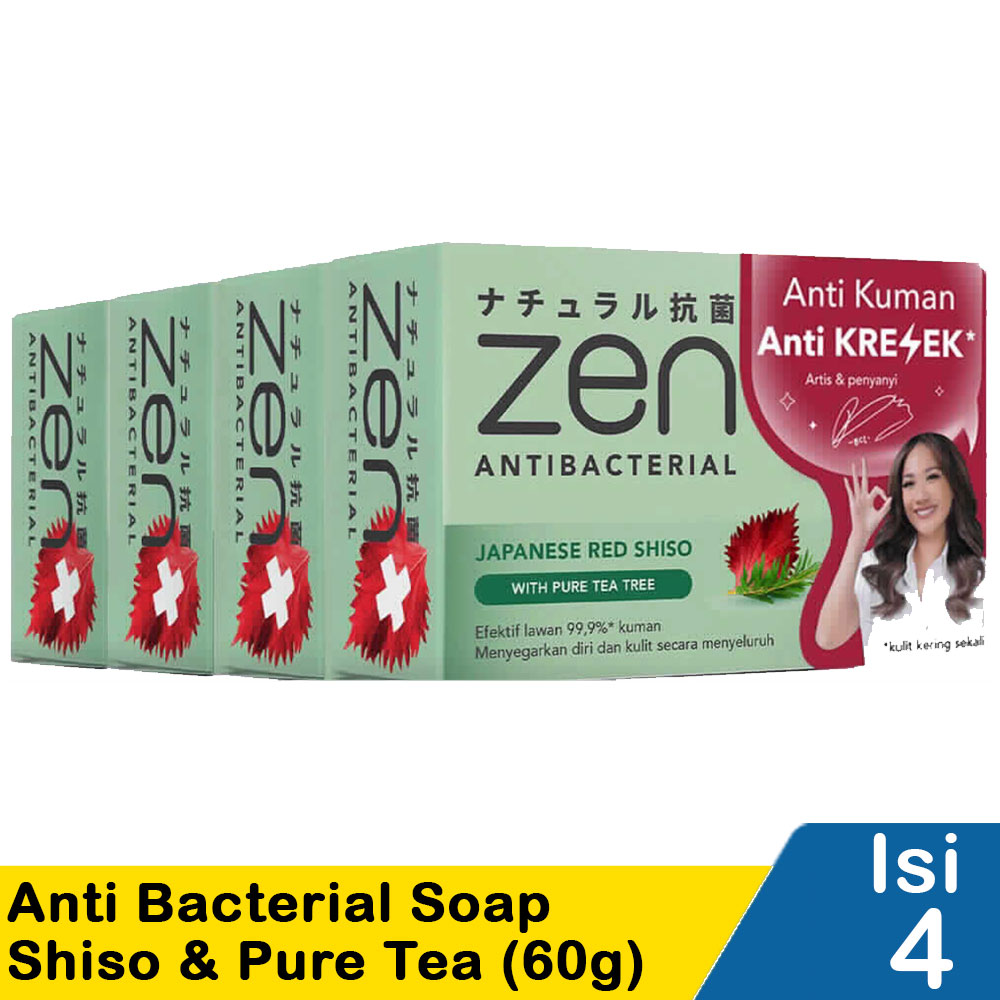 ナチュラル抗菌
zen
ANTIBACTERIAL
ナチュラル抗菌
zen
ANTIBACTERIAL
ナチュラル抗菌
zen
ANTIBACTERIAL
ナチュラル抗菌
zen
ANTIBACTERIAL
ナチュラル抗菌
zen
ANTIBACTERIAL
JAPANESE RED SHISO
WITH PURE TEA TREE
Efektif lawan 99,9%* kuman
Menyegarkan diri dan kulit secara menyeluruh
Anti Kuman
Anti KRESEK*
Artis & penyanyi
-BCL-
*kulit kering sekali
Anti Bacterial Soap
Shiso & Pure Tea (60g)
Isi
4